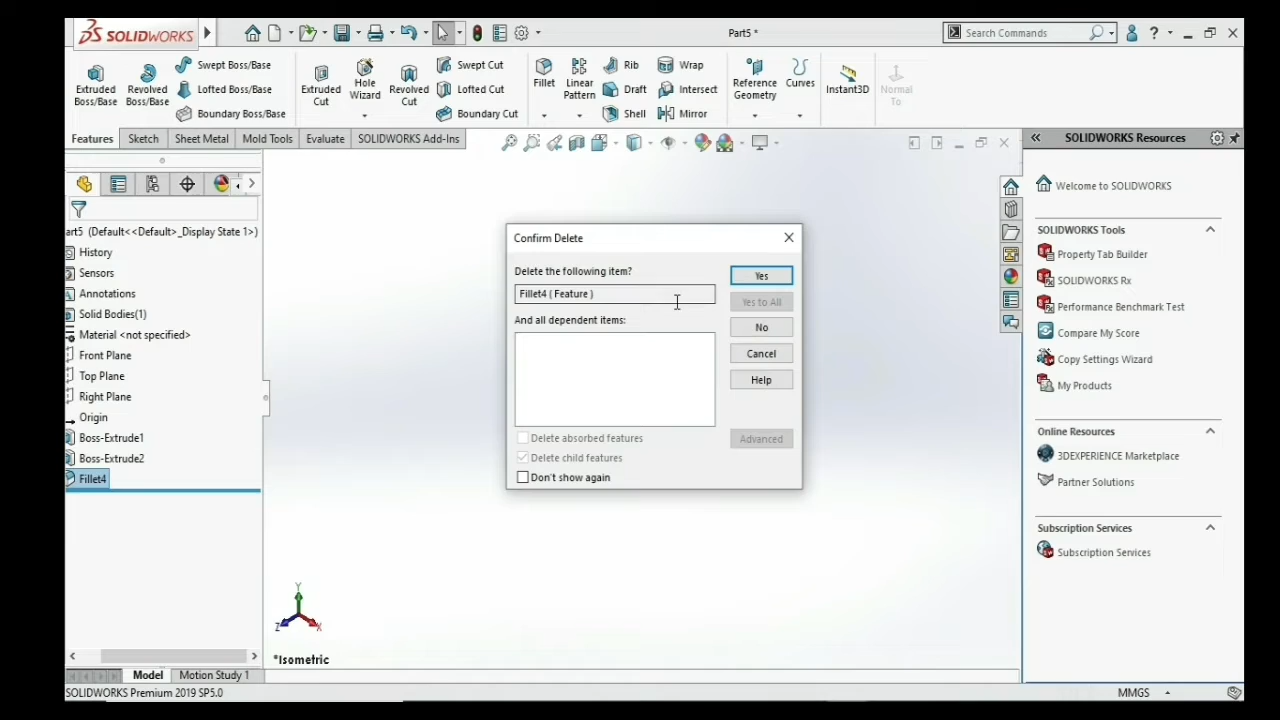 SOLIDWORKS
Part5 *
Search Commands
?
Extruded Boss/Base
Revolved Boss/Base
Swept Boss/Base
Lofted Boss/Base
Boundary Boss/Base
Extruded Cut
Hole Wizard
Revolved Cut
Swept Cut
Lofted Cut
Boundary Cut
Fillet
Linear Pattern
Rib
Draft
Shell
Wrap
Intersect
Mirror
Reference Geometry
Curves
Instant3D
Normal To
Features
Sketch
Sheet Metal
Mold Tools
Evaluate
SOLIDWORKS Add-Ins
art5 (Default<<Default>_Display State 1>)
History
Sensors
Annotations
Solid Bodies(1)
Material <not specified>
Front Plane
Top Plane
Right Plane
Origin
Boss-Extrude1
Boss-Extrude2
Fillet4
Confirm Delete
Delete the following item?
Fillet4 ( Feature )
And all dependent items:
Delete absorbed features
Delete child features
Don't show again
Yes
Yes to All
No
Cancel
Help
Advanced
SOLIDWORKS Resources
Welcome to SOLIDWORKS
SOLIDWORKS Tools
Property Tab Builder
SOLIDWORKS Rx
Performance Benchmark Test
Compare My Score
Copy Settings Wizard
My Products
Online Resources
3DEXPERIENCE Marketplace
Partner Solutions
Subscription Services
Subscription Services
Y
Z
X
*Isometric
Model
Motion Study 1
SOLIDWORKS Premium 2019 SP5.0
MMGS